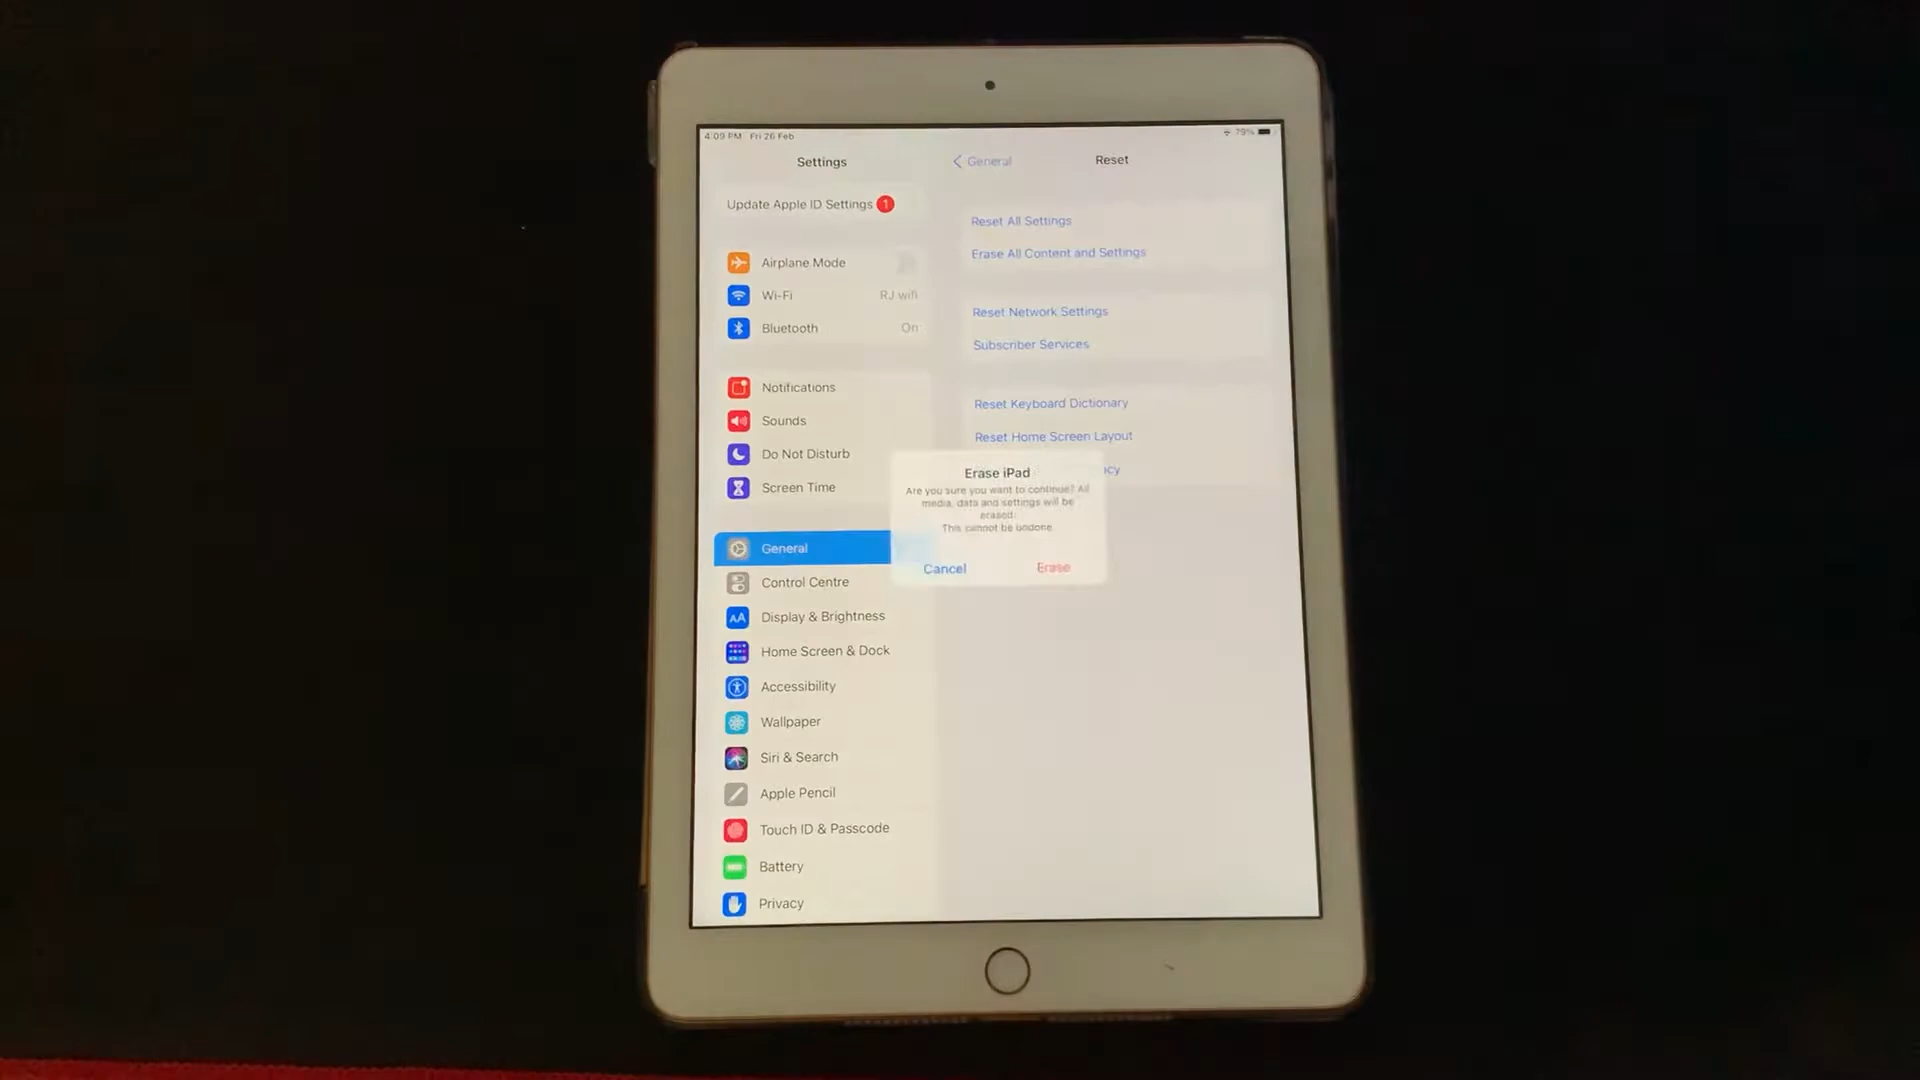 4:09 PM Fri 26 Feb
79%
Settings
Update Apple ID Settings 1
Airplane Mode
Wi-Fi RJ wifi
Bluetooth On
Notifications
Sounds
Do Not Disturb
Screen Time
General
Control Centre
AA Display & Brightness
Home Screen & Dock
Accessibility
Wallpaper
Siri & Search
Apple Pencil
Touch ID & Passcode
Battery
Privacy
General
Reset
Reset All Settings
Erase All Content and Settings
Reset Network Settings
Subscriber Services
Reset Keyboard Dictionary
Reset Home Screen Layout
Erase iPad
Are you sure you want to continue? All
media, data and settings will be
erased.
This cannot be undone.
Cancel Erase